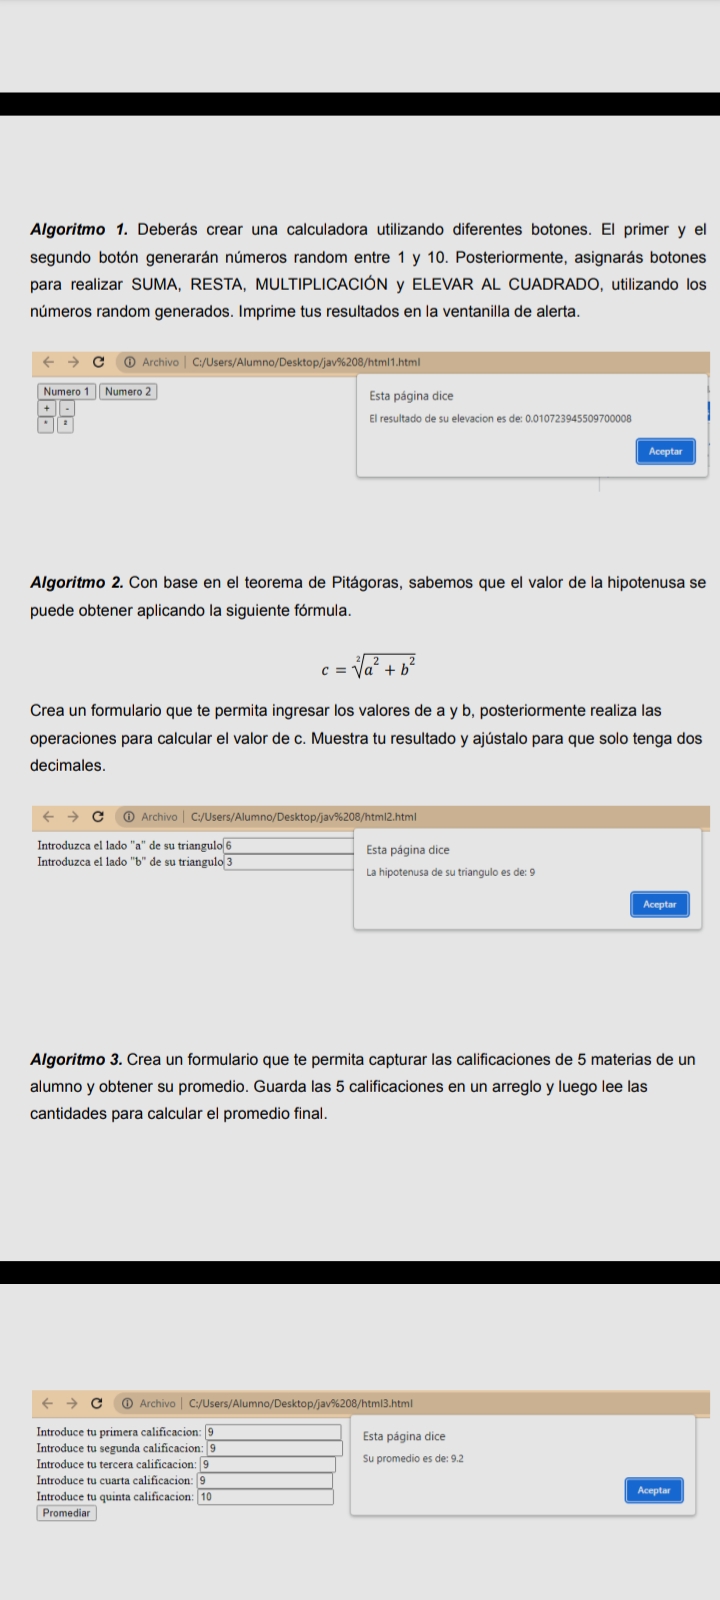 Algoritmo 1. Deberás crear una calculadora utilizando diferentes botones. El primer y el
segundo botón generarán números random entre 1 y 10. Posteriormente, asignarás botones
para realizar SUMA, RESTA, MULTIPLICACIÓN y ELEVAR AL CUADRADO, utilizando los
números random generados. Imprime tus resultados en la ventanilla de alerta.
Archivo | C:/Users/Alumno/Desktop/jav%208/html1.html
Numero 1 Numero 2
+ -
* ²
Esta página dice
El resultado de su elevacion es de: 0.010723945509700008
Aceptar
Algoritmo 2. Con base en el teorema de Pitágoras, sabemos que el valor de la hipotenusa se
puede obtener aplicando la siguiente fórmula.
c = ²√a² + b²
Crea un formulario que te permita ingresar los valores de a y b, posteriormente realiza las
operaciones para calcular el valor de c. Muestra tu resultado y ajústalo para que solo tenga dos
decimales.
Archivo | C:/Users/Alumno/Desktop/jav%208/html2.html
Introduzca el lado "a" de su triangulo 6
Introduzca el lado "b" de su triangulo 3
Esta página dice
La hipotenusa de su triangulo es de: 9
Aceptar
Algoritmo 3. Crea un formulario que te permita capturar las calificaciones de 5 materias de un
alumno y obtener su promedio. Guarda las 5 calificaciones en un arreglo y luego lee las
cantidades para calcular el promedio final.
Archivo | C:/Users/Alumno/Desktop/jav%208/html3.html
Introduce tu primera calificacion: 9
Introduce tu segunda calificacion: 9
Introduce tu tercera calificacion: 9
Introduce tu cuarta calificacion: 9
Introduce tu quinta calificacion: 10
Promediar
Esta página dice
Su promedio es de: 9.2
Aceptar